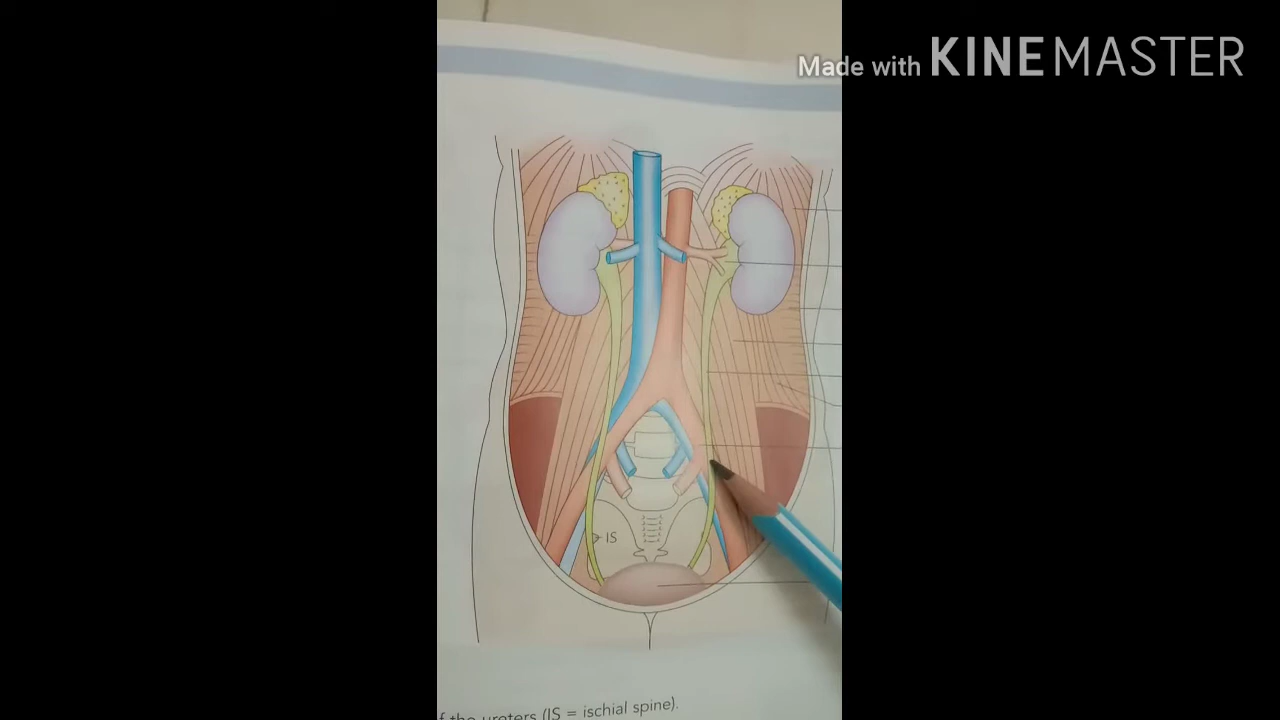 Made with KINEMASTER
IS
the ureters (IS = ischial spine).